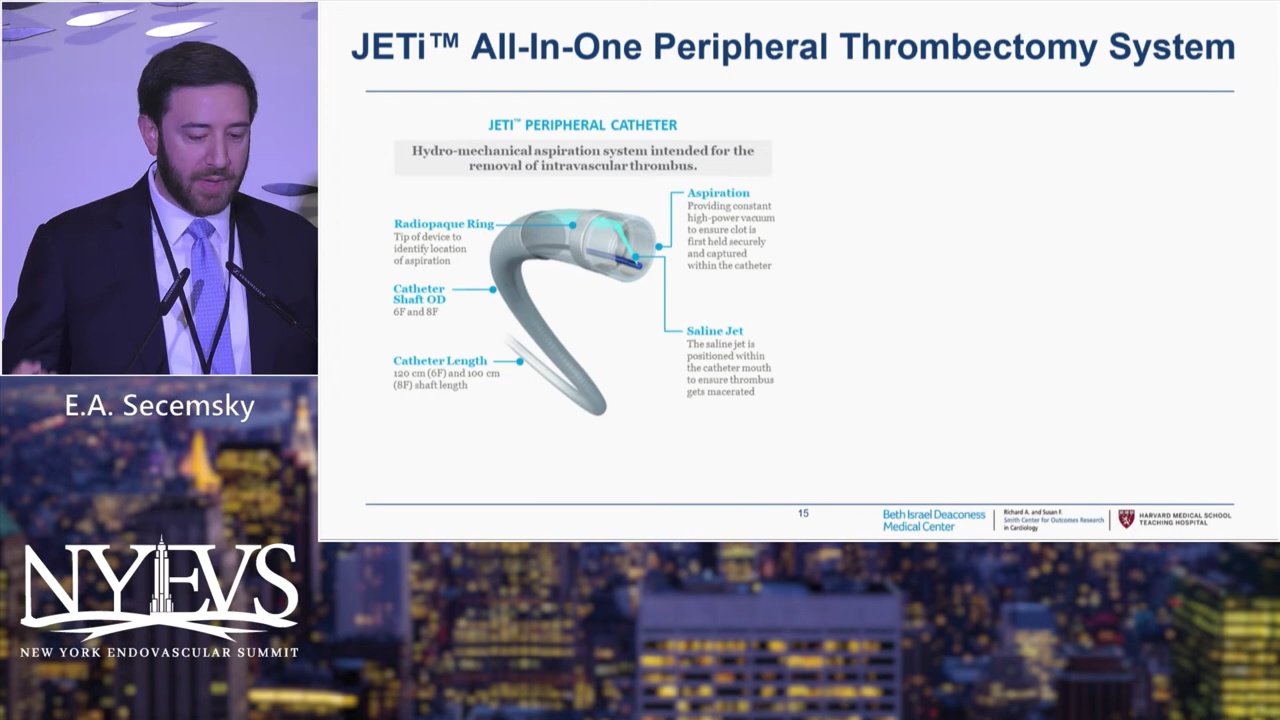 JETi™ All-In-One Peripheral Thrombectomy System
JETI™ PERIPHERAL CATHETER
Hydro-mechanical aspiration system intended for the
removal of intravascular thrombus.
Radiopaque Ring
Tip of device to
identify location
of aspiration
Catheter
Shaft OD
6F and 8F
Catheter Length
120 cm (6F) and 100 cm
(8F) shaft length
Aspiration
Providing constant
high-power vacuum
to ensure clot is
first held securely
and captured
within the catheter
Saline Jet
The saline jet is
positioned within
the catheter mouth
to ensure thrombus
gets macerated
15
Beth Israel Deaconess
Medical Center
Richard A. and Susan F.
Smith Center for Outcomes Research
in Cardiology
HARVARD MEDICAL SCHOOL
TEACHING HOSPITAL
E.A. Secemsky
NYEVS
NEW YORK ENDOVASCULAR SUMMIT